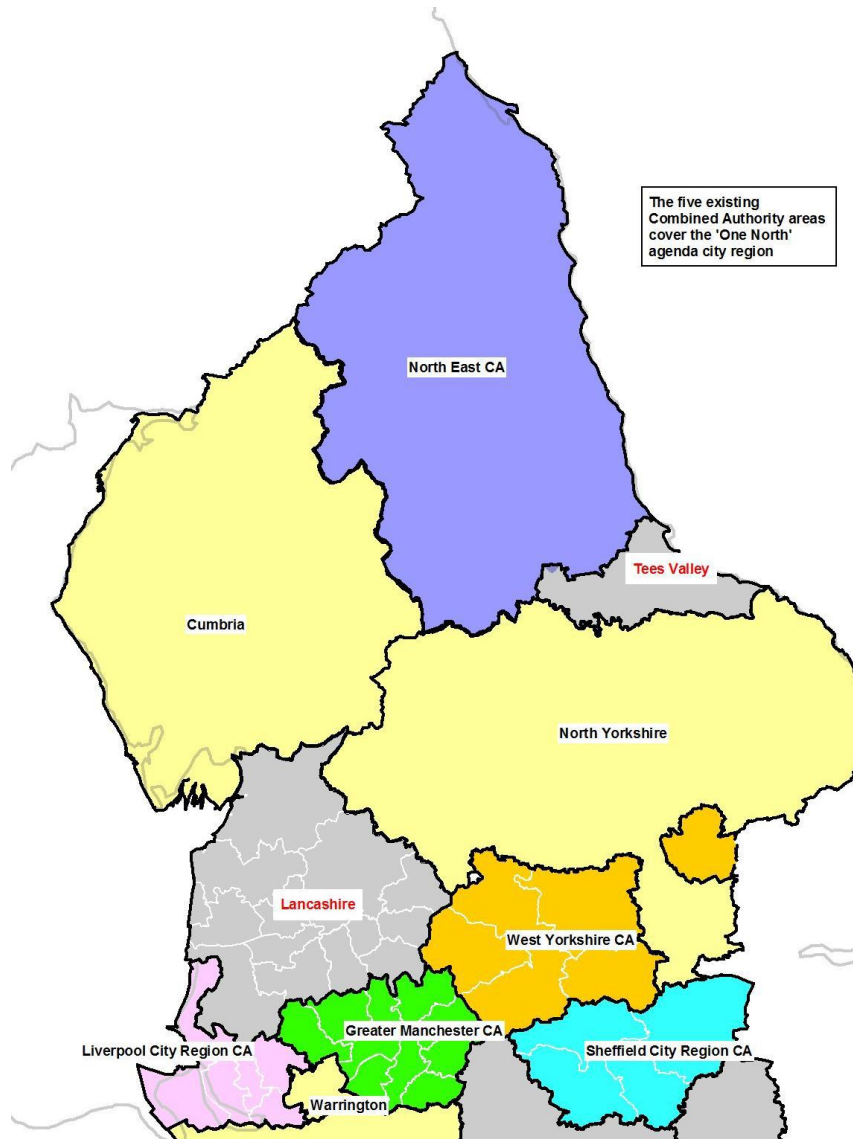 The five existing
Combined Authority areas
cover the 'One North'
agenda city region
North East CA
Tees Valley
Cumbria
North Yorkshire
Lancashire
West Yorkshire CA
Greater Manchester CA
Liverpool City Region CA
Sheffield City Region CA
Warrington